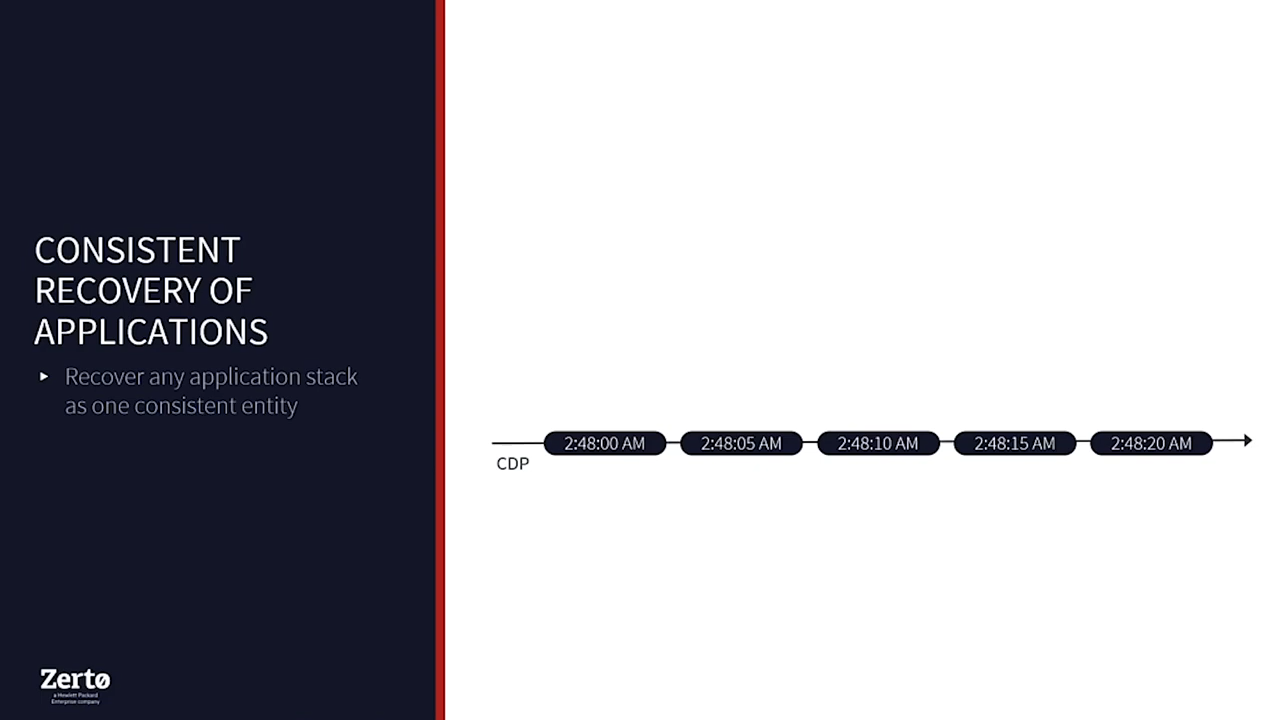 CONSISTENT
RECOVERY OF
APPLICATIONS
Recover any application stack
as one consistent entity
2:48:00 AM 2:48:05 AM 2:48:10 AM 2:48:15 AM 2:48:20 AM
CDP
Zerto
a Hewlett Packard
Enterprise company